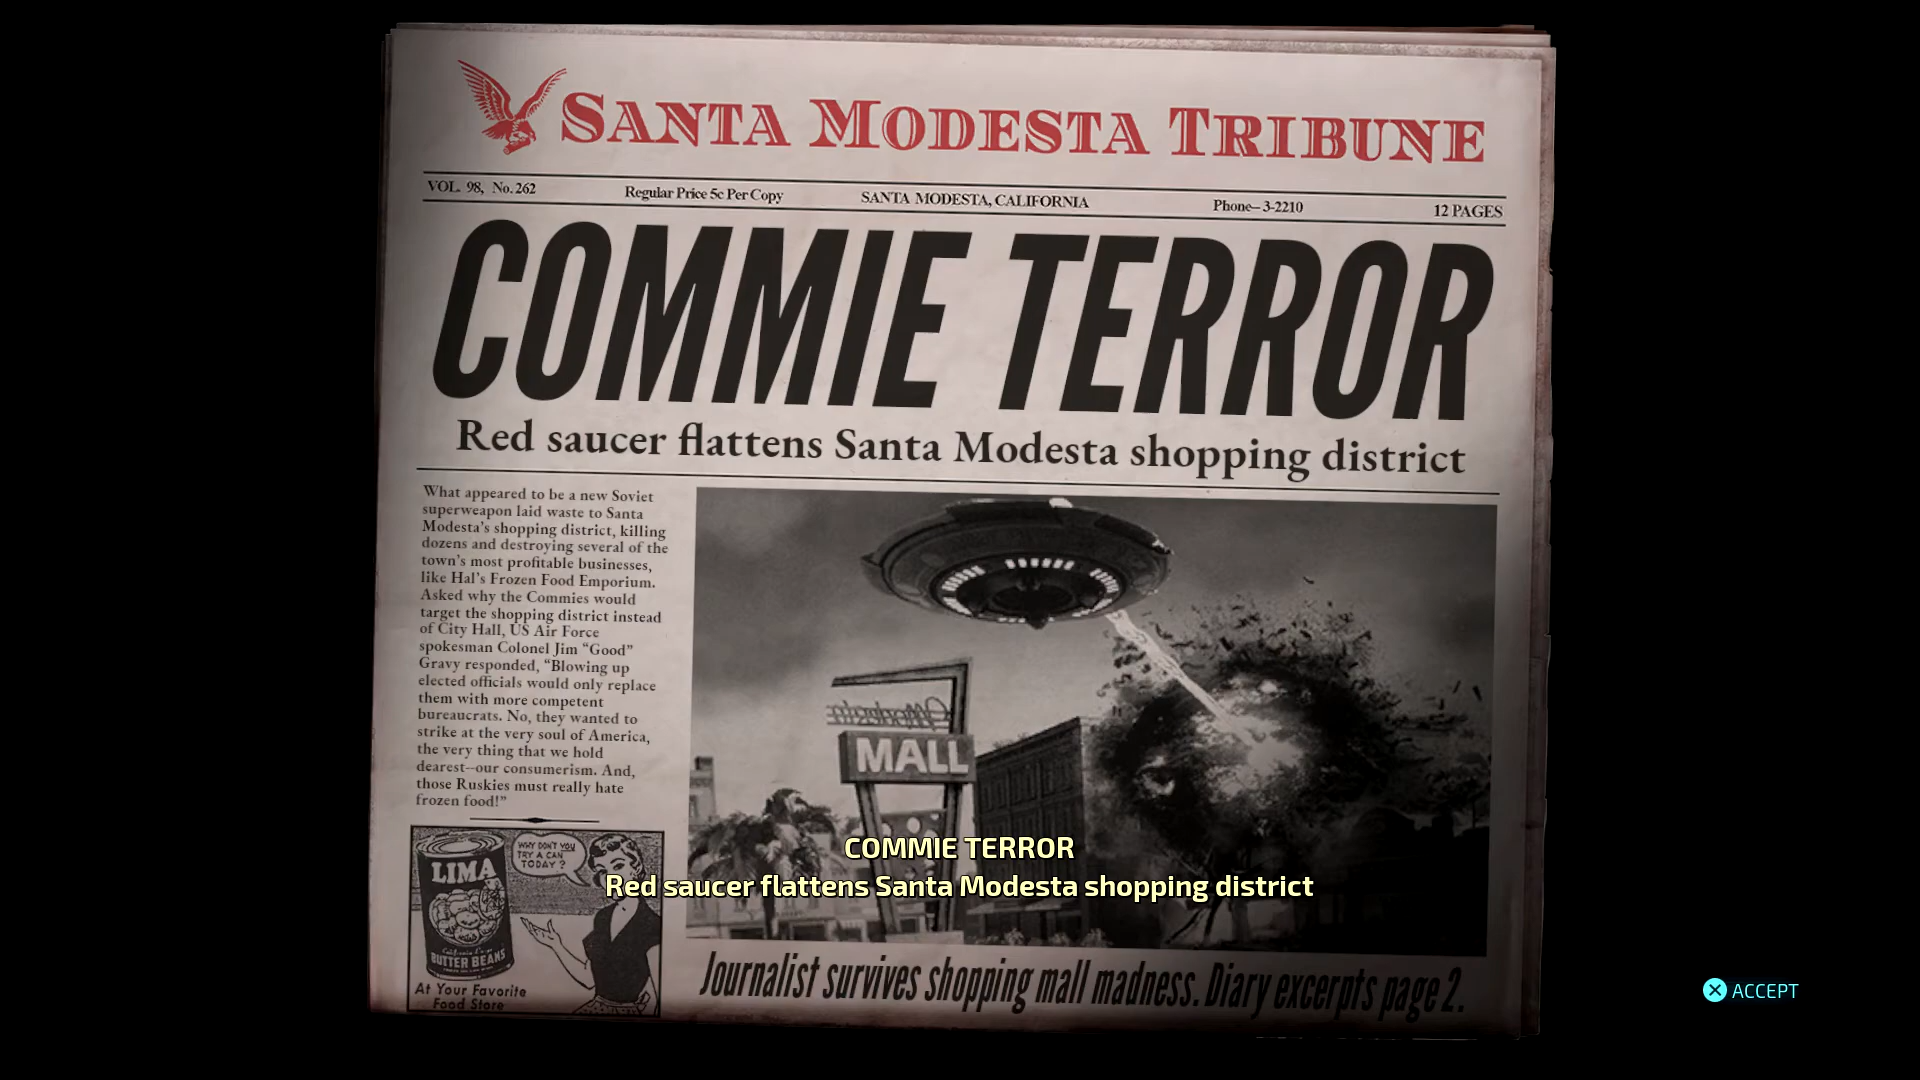 SANTA MODESTA TRIBUNE
VOL. 98, No. 262 Regular Price 5c Per Copy SANTA MODESTA, CALIFORNIA Phone– 3-2210 12 PAGES
COMMIE TERROR
Red saucer flattens Santa Modesta shopping district
What appeared to be a new Soviet
superweapon laid waste to Santa
Modesta's shopping district, killing
dozens and destroying several of the
town's most profitable businesses,
like Hal's Frozen Food Emporium.
Asked why the Commies would
target the shopping district instead
of City Hall, US Air Force
spokesman Colonel Jim “Good”
Gravy responded, “Blowing up
elected officials would only replace
them with more competent
bureaucrats. No, they wanted to
strike at the very soul of America,
the very thing that we hold
dearest--our consumerism. And,
those Ruskies must really hate
frozen food!”
LIMA
BUTTER BEANS
WHY DON'T YOU
TRY A CAN
TODAY?
At Your Favorite
Food Store
Modesta
MALL
COMMIE TERROR
Red saucer flattens Santa Modesta shopping district
Journalist survives shopping mall madness. Diary excerpts page 2.
ACCEPT